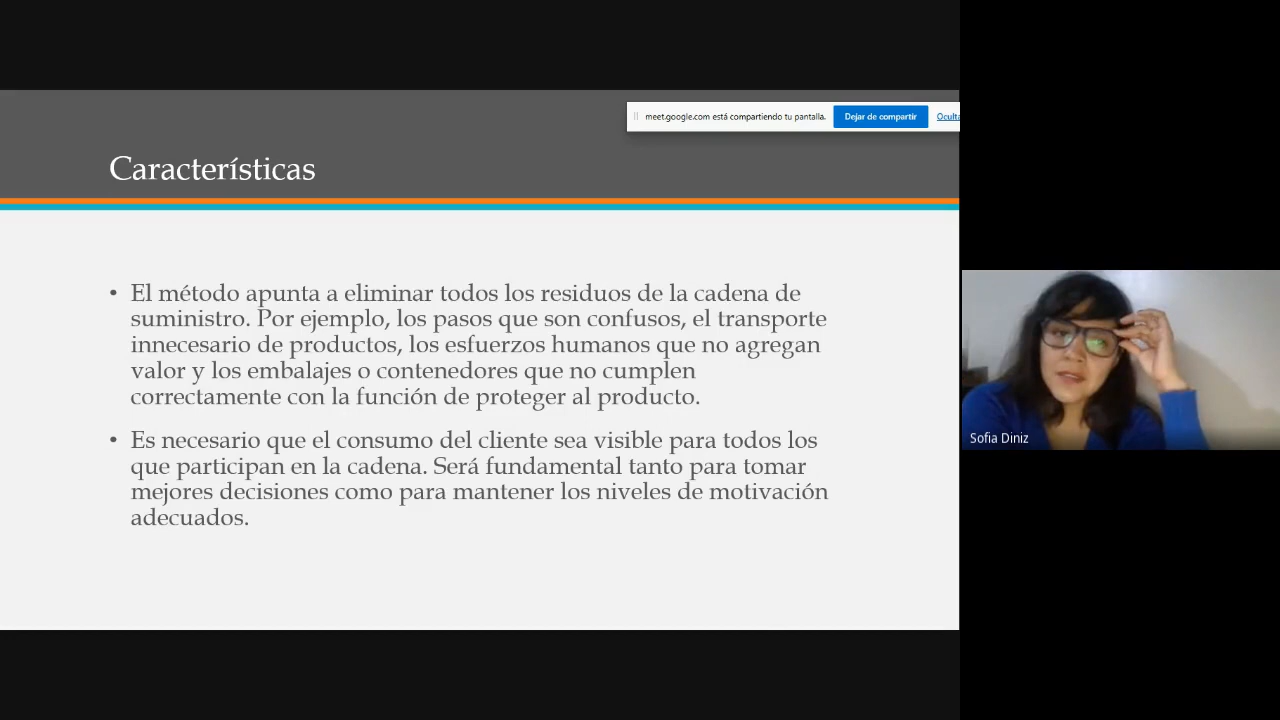 meet.google.com está compartiendo tu pantalla.
Dejar de compartir
Características
• El método apunta a eliminar todos los residuos de la cadena de
suministro. Por ejemplo, los pasos que son confusos, el transporte
innecesario de productos, los esfuerzos humanos que no agregan
valor y los embalajes o contenedores que no cumplen
correctamente con la función de proteger al producto.
• Es necesario que el consumo del cliente sea visible para todos los
que participan en la cadena. Será fundamental tanto para tomar
mejores decisiones como para mantener los niveles de motivación
adecuados.
Sofia Diniz